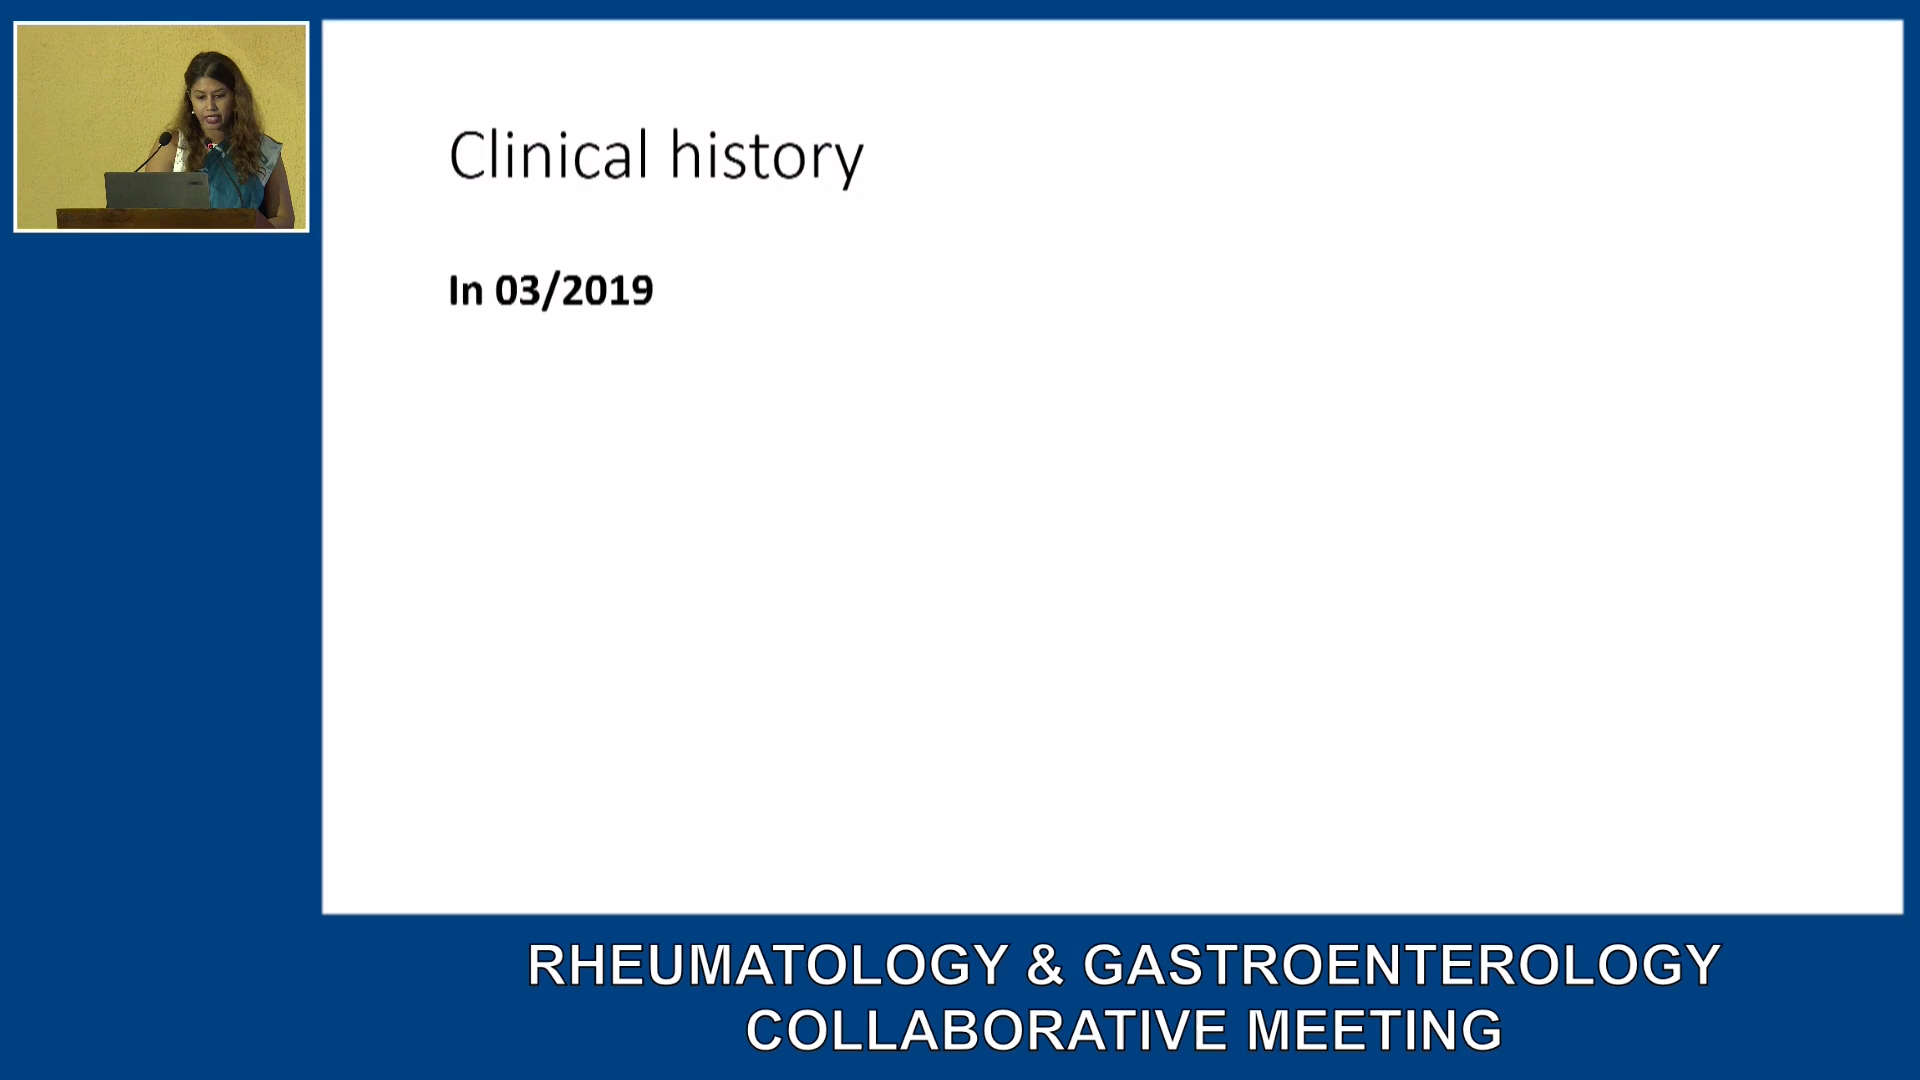 Clinical history
In 03/2019
RHEUMATOLOGY & GASTROENTEROLOGY
COLLABORATIVE MEETING